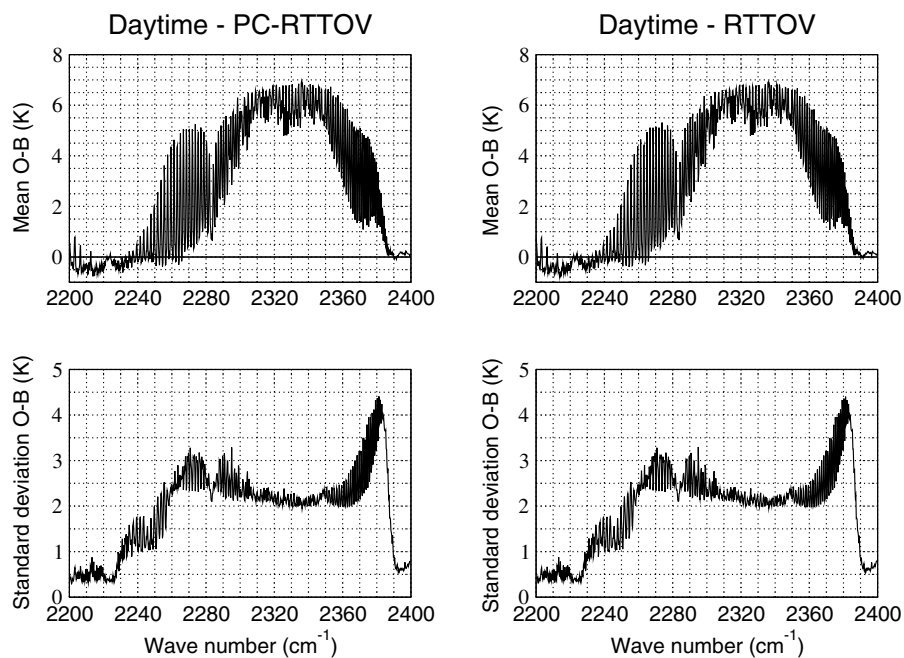 Daytime - PC-RTTOV
Daytime - RTTOV
Mean O-B (K)
8
6
4
2
0
2200 2240 2280 2320 2360 2400
Mean O-B (K)
8
6
4
2
0
2200 2240 2280 2320 2360 2400
Standard deviation O-B (K)
5
4
3
2
1
0
2200 2240 2280 2320 2360 2400
Wave number (cm⁻¹)
Standard deviation O-B (K)
5
4
3
2
1
0
2200 2240 2280 2320 2360 2400
Wave number (cm⁻¹)